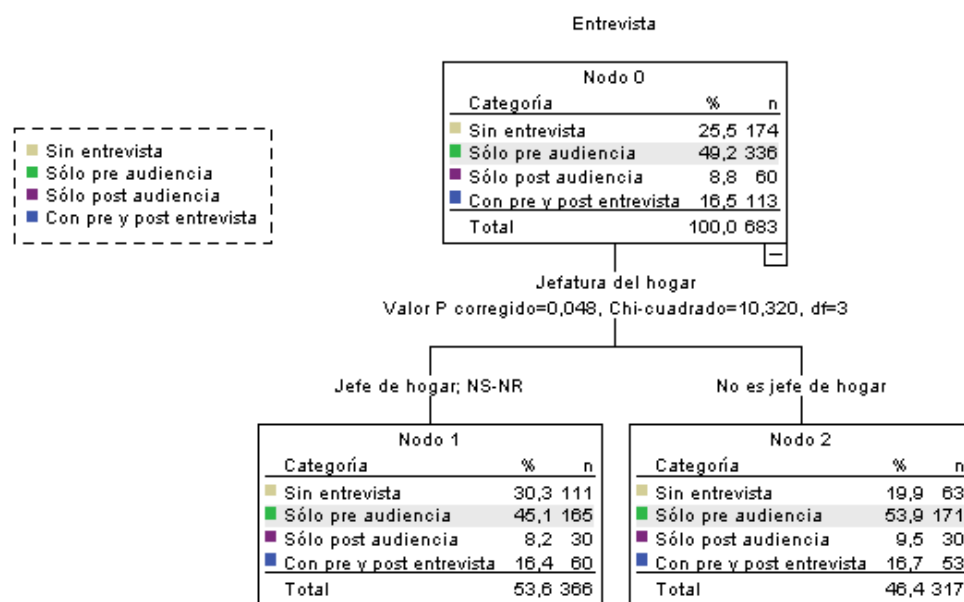 Entrevista
Nodo 0
Categoría % n
Sin entrevista 25,5 174
Sólo pre audiencia 49,2 336
Sólo post audiencia 8,8 60
Con pre y post entrevista 16,5 113
Total 100,0 683
Sin entrevista
Sólo pre audiencia
Sólo post audiencia
Con pre y post entrevista
Jefatura del hogar
Valor P corregido=0,048, Chi-cuadrado=10,320, df=3
Jefe de hogar; NS-NR
No es jefe de hogar
Nodo 1
Categoría % n
Sin entrevista 30,3 111
Sólo pre audiencia 45,1 165
Sólo post audiencia 8,2 30
Con pre y post entrevista 16,4 60
Total 53,6 366
Nodo 2
Categoría % n
Sin entrevista 19,9 63
Sólo pre audiencia 53,9 171
Sólo post audiencia 9,5 30
Con pre y post entrevista 16,7 53
Total 46,4 317